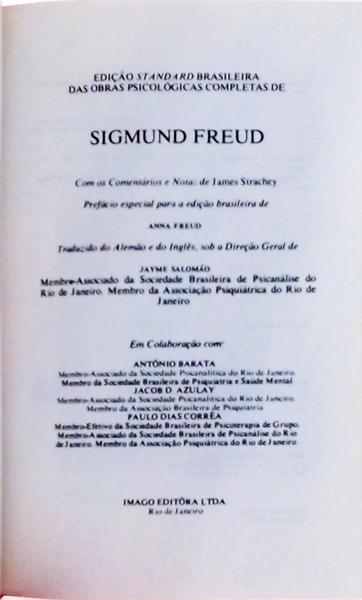 EDIÇÃO STANDARD BRASILEIRA
DAS OBRAS PSICOLÓGICAS COMPLETAS DE
SIGMUND FREUD
Com os Comentários e Notas de James Strachey
Prefácio especial para a edição brasileira de
ANNA FREUD
Traduzido do Alemão e do Inglês, sob a Direção Geral de
JAYME SALOMÃO
Membro-Associado da Sociedade Brasileira de Psicanálise do
Rio de Janeiro. Membro da Associação Psiquiátrica do Rio de
Janeiro
Em Colaboração com:
ANTÔNIO BARATA
Membro-Associado da Sociedade Psicanalítica do Rio de Janeiro.
Membro da Sociedade Brasileira de Psiquiatria e Saúde Mental
JACOB D. AZULAY
Membro-Associado da Sociedade Psicanalítica do Rio de Janeiro.
Membro da Associação Brasileira de Psiquiatria
PAULO DIAS CORRÊA
Membro-Efetivo da Sociedade Brasileira de Psicoterapia de Grupo.
Membro-Associado da Sociedade Brasileira de Psicanálise do Rio
de Janeiro. Membro da Associação Psiquiátrica do Rio de Janeiro
IMAGO EDITÔRA LTDA.
Rio de Janeiro